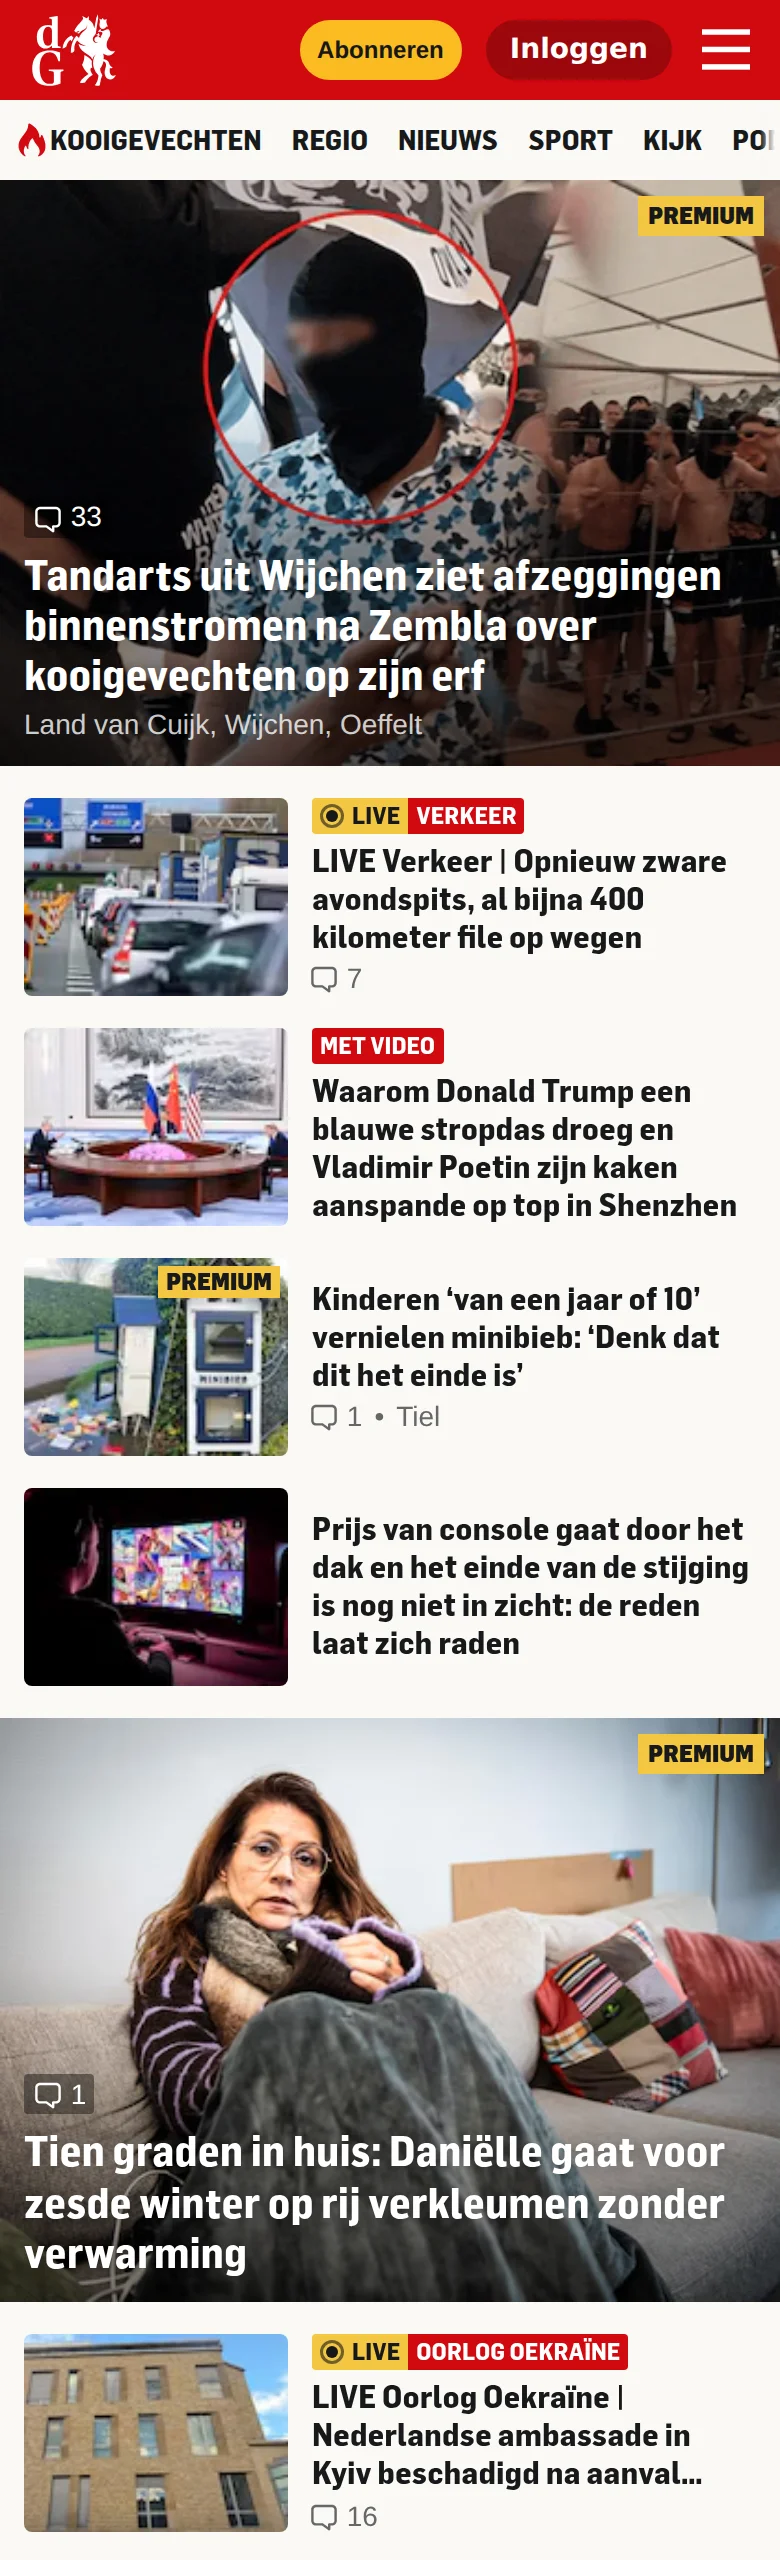 dG
Abonneren
Inloggen
KOOIGEVECHTEN REGIO NIEUWS SPORT KIJK
PREMIUM
33
Tandarts uit Wijchen ziet afzeggingen
binnenstromen na Zembla over
kooigevechten op zijn erf
Land van Cuijk, Wijchen, Oeffelt
LIVE VERKEER
LIVE Verkeer | Opnieuw zware
avondspits, al bijna 400
kilometer file op wegen
7
MET VIDEO
Waarom Donald Trump een
blauwe stropdas droeg en
Vladimir Poetin zijn kaken
aanspande op top in Shenzhen
PREMIUM
MINIBIEB
Kinderen ‘van een jaar of 10’
vernielen minibieb: ‘Denk dat
dit het einde is’
1 • Tiel
Prijs van console gaat door het
dak en het einde van de stijging
is nog niet in zicht: de reden
laat zich raden
PREMIUM
1
Tien graden in huis: Daniëlle gaat voor
zesde winter op rij verkleumen zonder
verwarming
LIVE OORLOG OEKRAÏNE
LIVE Oorlog Oekraïne |
Nederlandse ambassade in
Kyiv beschadigd na aanval...
16